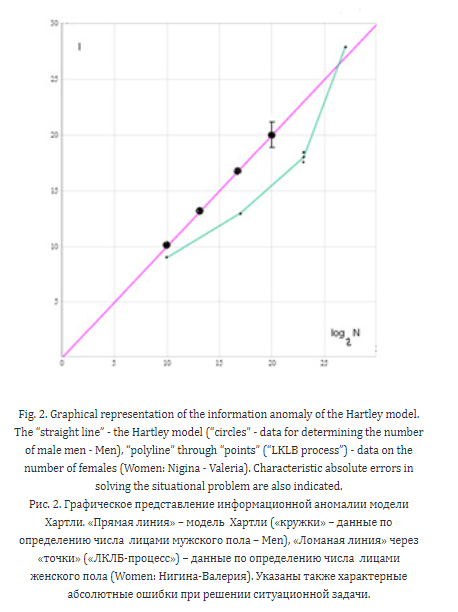 30
I
25
20
15
10
5
log₂ N
0 5 10 15 20 25
Fig. 2. Graphical representation of the information anomaly of the Hartley model.
The “straight line” - the Hartley model (“circles” - data for determining the number
of male men - Men), “polyline” through “points” (“LKLB process”) - data on the
number of females (Women: Nigina - Valeria). Characteristic absolute errors in
solving the situational problem are also indicated.
Рис. 2. Графическое представление информационной аномалии модели
Хартли. «Прямая линия» – модель Хартли («кружки» – данные по
определению числа лицами мужского пола – Men), «Ломаная линия» через
«точки» («ЛКЛБ-процесс») – данные по определению числа лицами
женского пола (Women: Нигина-Валерия). Указаны также характерные
абсолютные ошибки при решении ситуационной задачи.